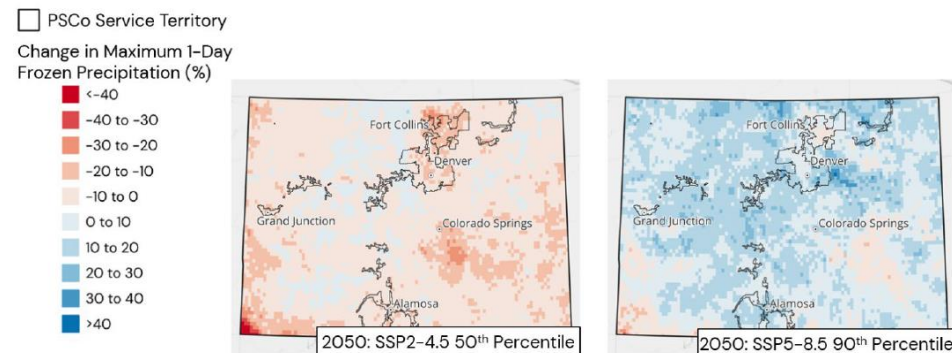 PSCo Service Territory
Change in Maximum 1-Day
Frozen Precipitation (%)
<-40
-40 to -30
-30 to -20
-20 to -10
-10 to 0
0 to 10
10 to 20
20 to 30
30 to 40
>40
Fort Collins
Denver
Grand Junction
Colorado Springs
Alamosa
2050: SSP2-4.5 50th Percentile
Fort Collins
Denver
Grand Junction
Colorado Springs
Alamosa
2050: SSP5-8.5 90th Percentile